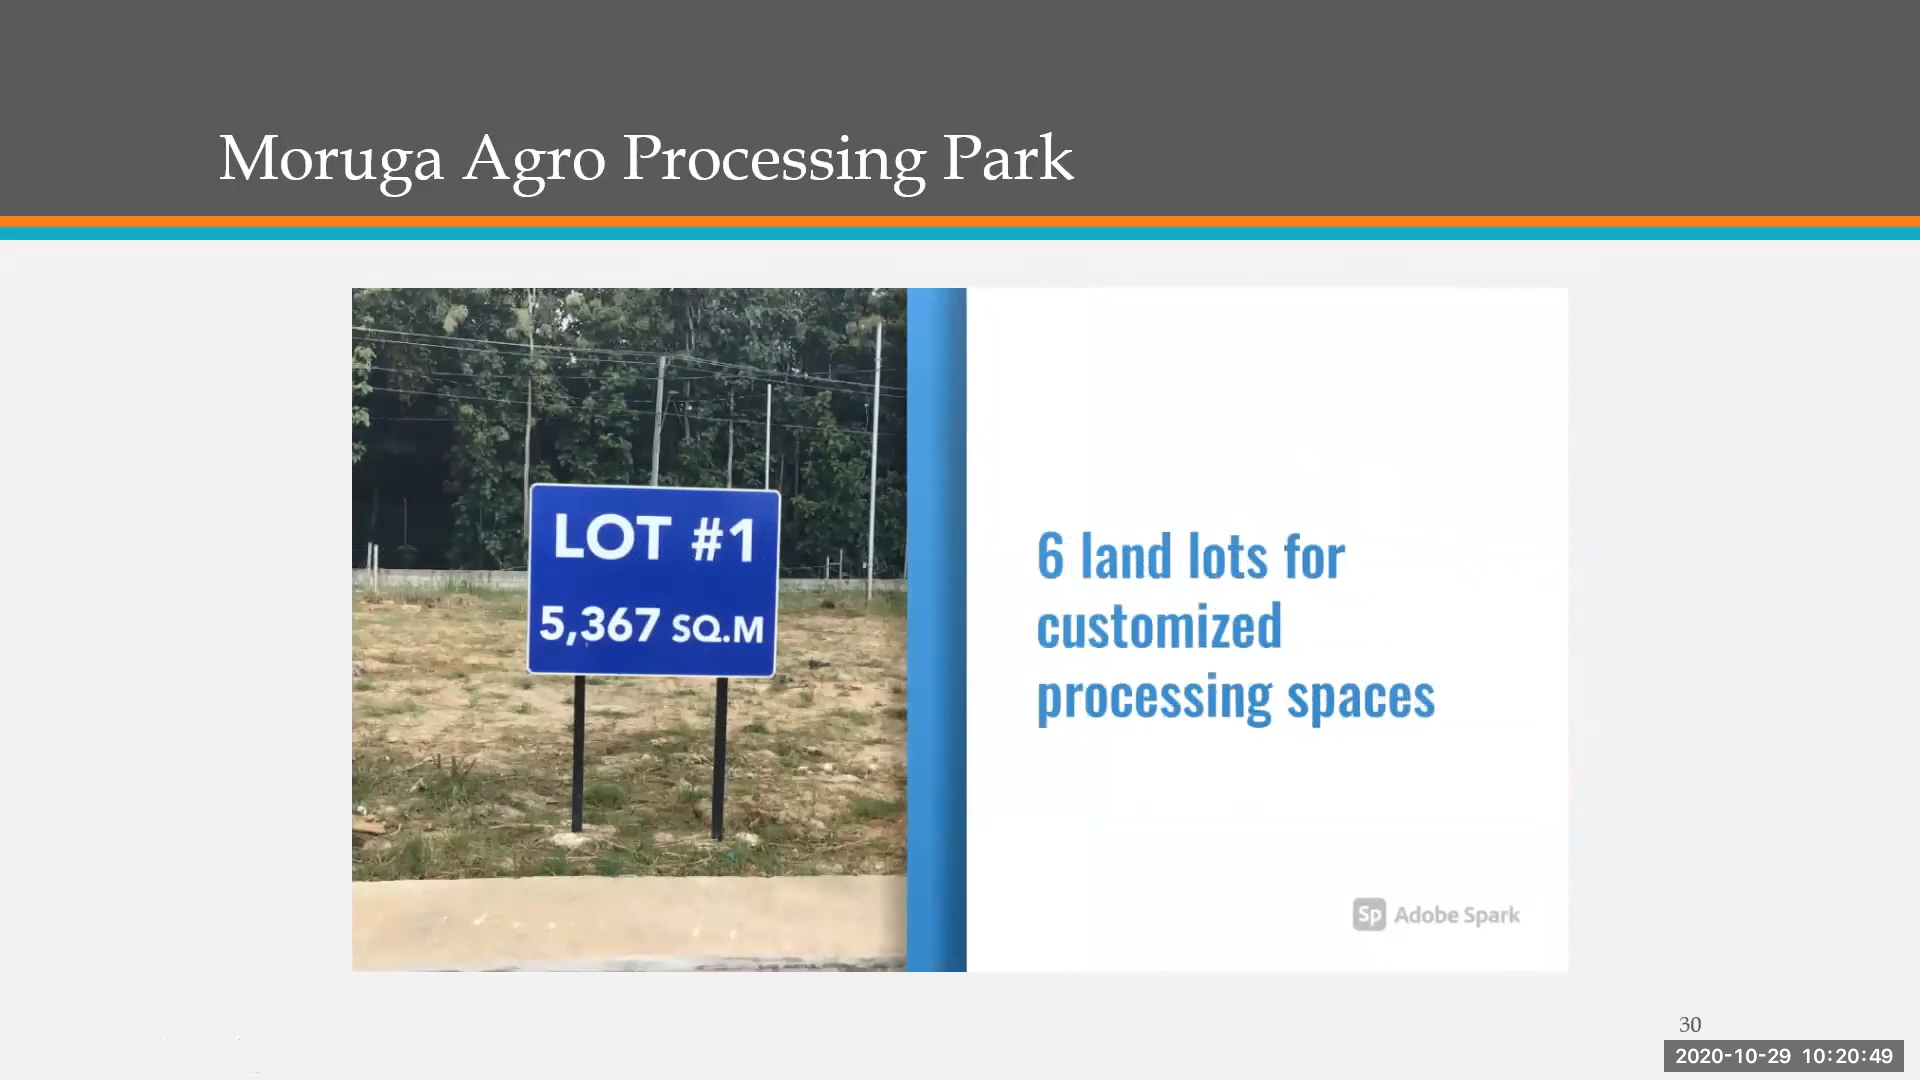 Moruga Agro Processing Park
LOT #1
5,367 SQ.M
6 land lots for
customized
processing spaces
Sp Adobe Spark
30
2020-10-29 10:20:49